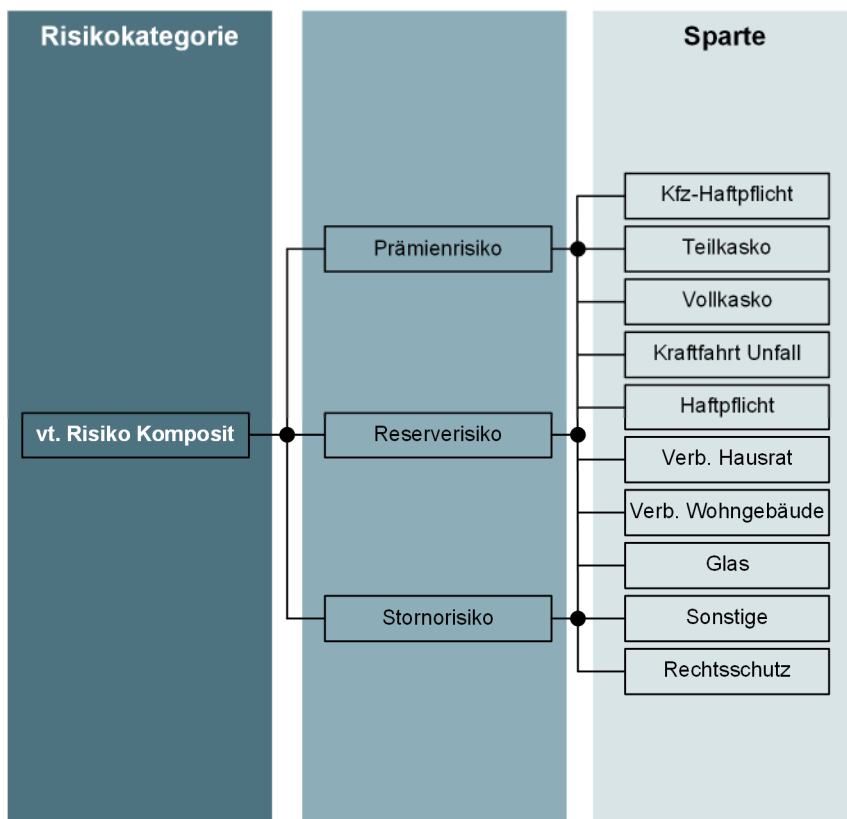 Risikokategorie
Sparte
vt. Risiko Komposit
Prämienrisiko
Reserverisiko
Stornorisiko
Kfz-Haftpflicht
Teilkasko
Vollkasko
Kraftfahrt Unfall
Haftpflicht
Verb. Hausrat
Verb. Wohngebäude
Glas
Sonstige
Rechtsschutz